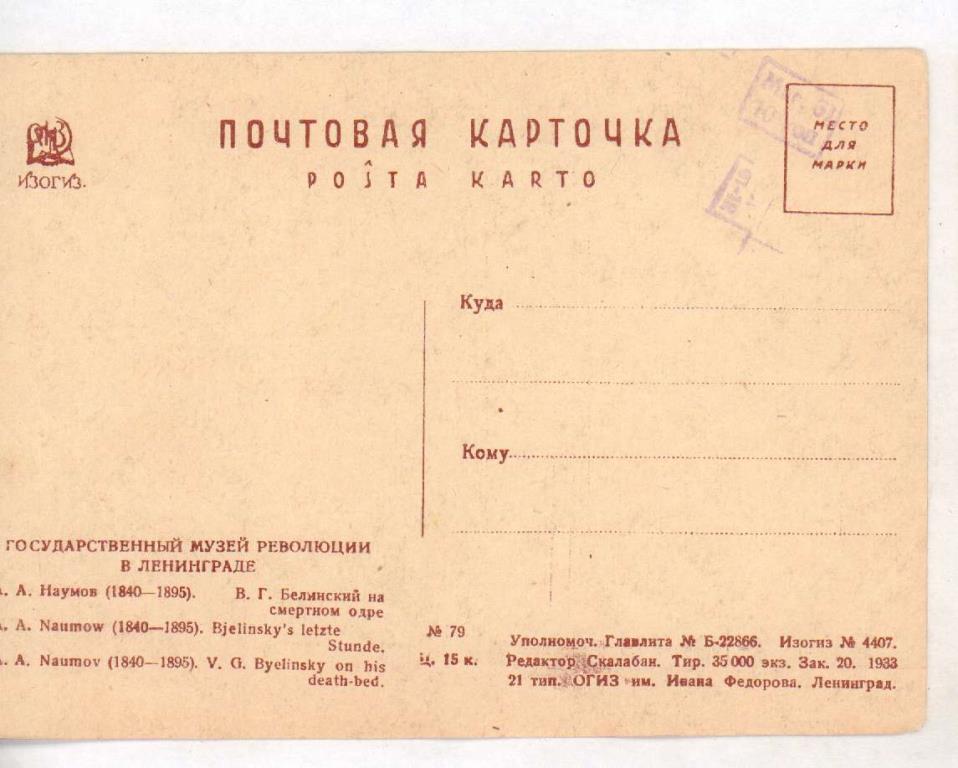 ИЗОГИЗ.
ПОЧТОВАЯ КАРТОЧКА
POŜTA KARTO
МЕСТО
ДЛЯ
МАРКИ
Куда
Кому
ГОСУДАРСТВЕННЫЙ МУЗЕЙ РЕВОЛЮЦИИ
В ЛЕНИНГРАДЕ
А. Наумов (1840—1895). В. Г. Белинский на
смертном одре
A. Naumow (1840—1895). Bjelinsky's letzte
Stunde.
A. Naumov (1840—1895). V. G. Byelinsky on his
death-bed.
№ 79
Ц. 15 к.
Уполномоч. Главлита № Б-22866. Изогиз № 4407.
Редактор Скалабан. Тир. 35 000 экз. Зак. 20. 1933
21 тип. ОГИЗ им. Ивана Федорова. Ленинград.